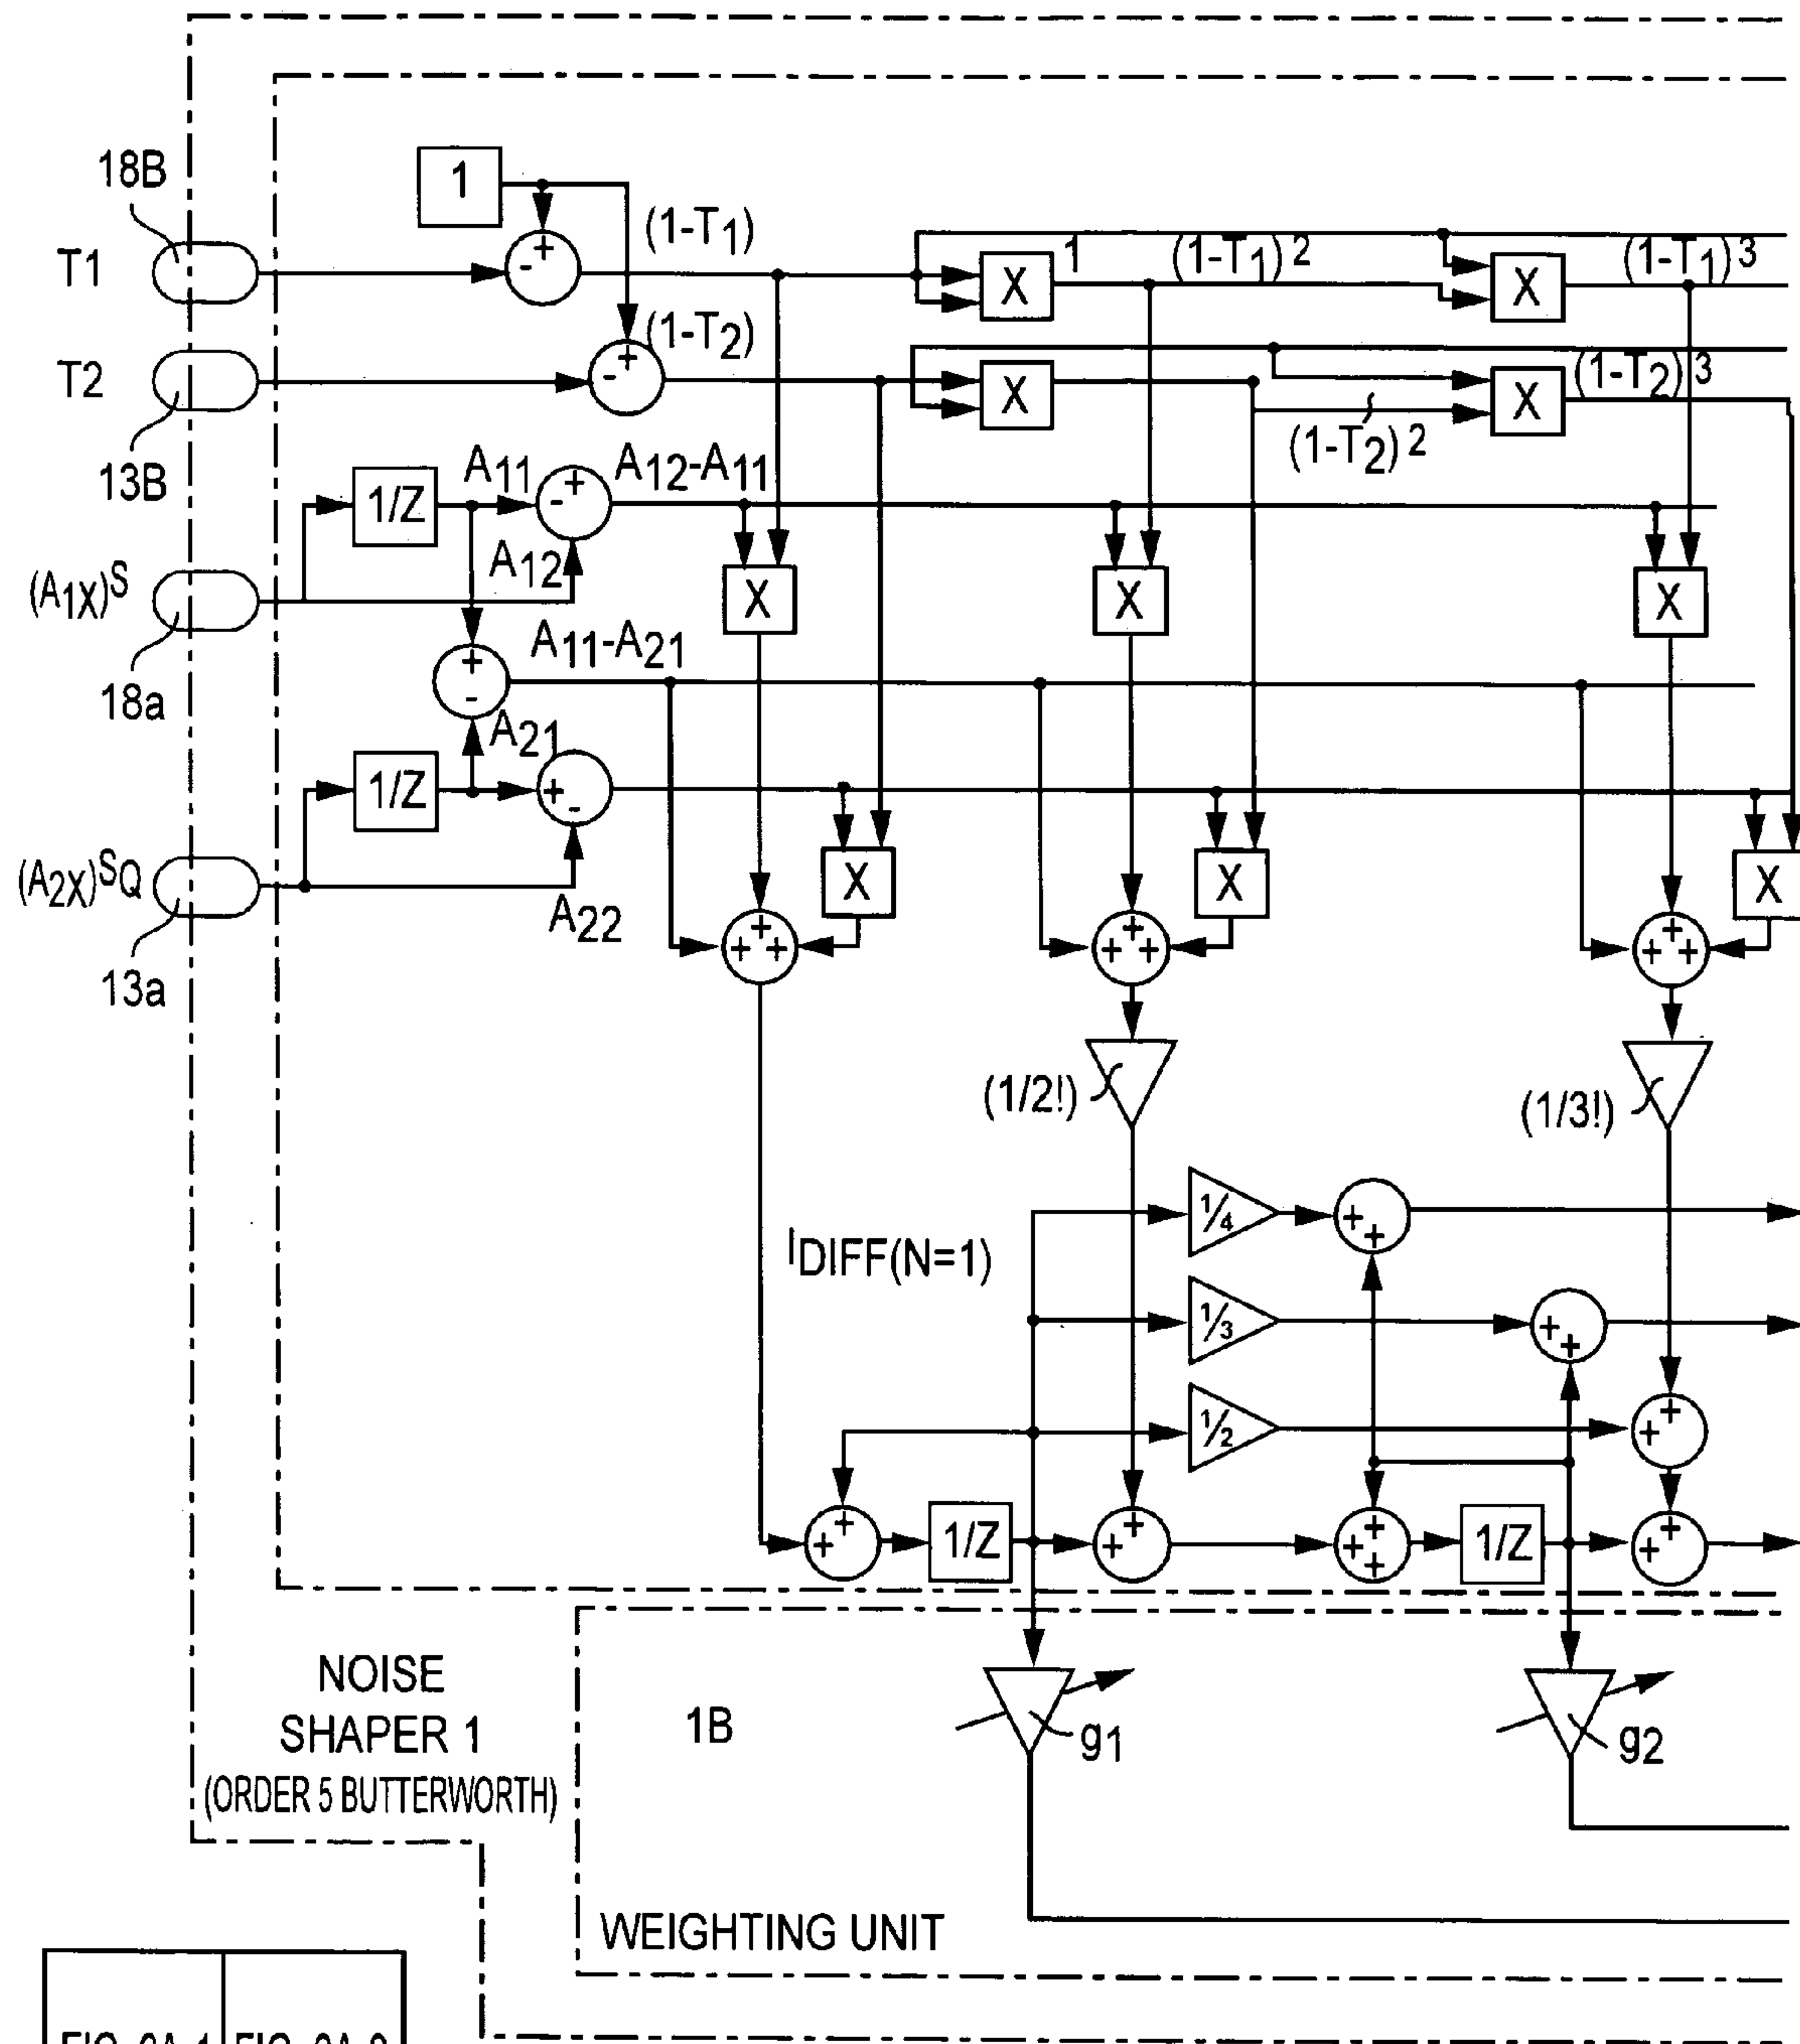 18B
T1
1
(1-T1)
1
(1-T1)2
(1-T1)3
- +
X
X
T2
13B
(1-T2)
- +
X
X
(1-T2)2
(1-T2)3
(A1X)S
18a
1/Z
A11
- +
A12-A11
A12
X
X
X
+
-
A11-A21
A21
(A2X)SQ
13a
1/Z
+ -
A22
X
X
X
+ + +
+ + +
+ + +
(1/2!)
(1/3!)
IDIFF(N=1)
1/4
+ +
1/3
+ +
1/2
+ +
+ +
1/Z
+ +
+ + +
1/Z
+ +
NOISE
SHAPER 1
(ORDER 5 BUTTERWORTH)
1B
g1
g2
WEIGHTING UNIT